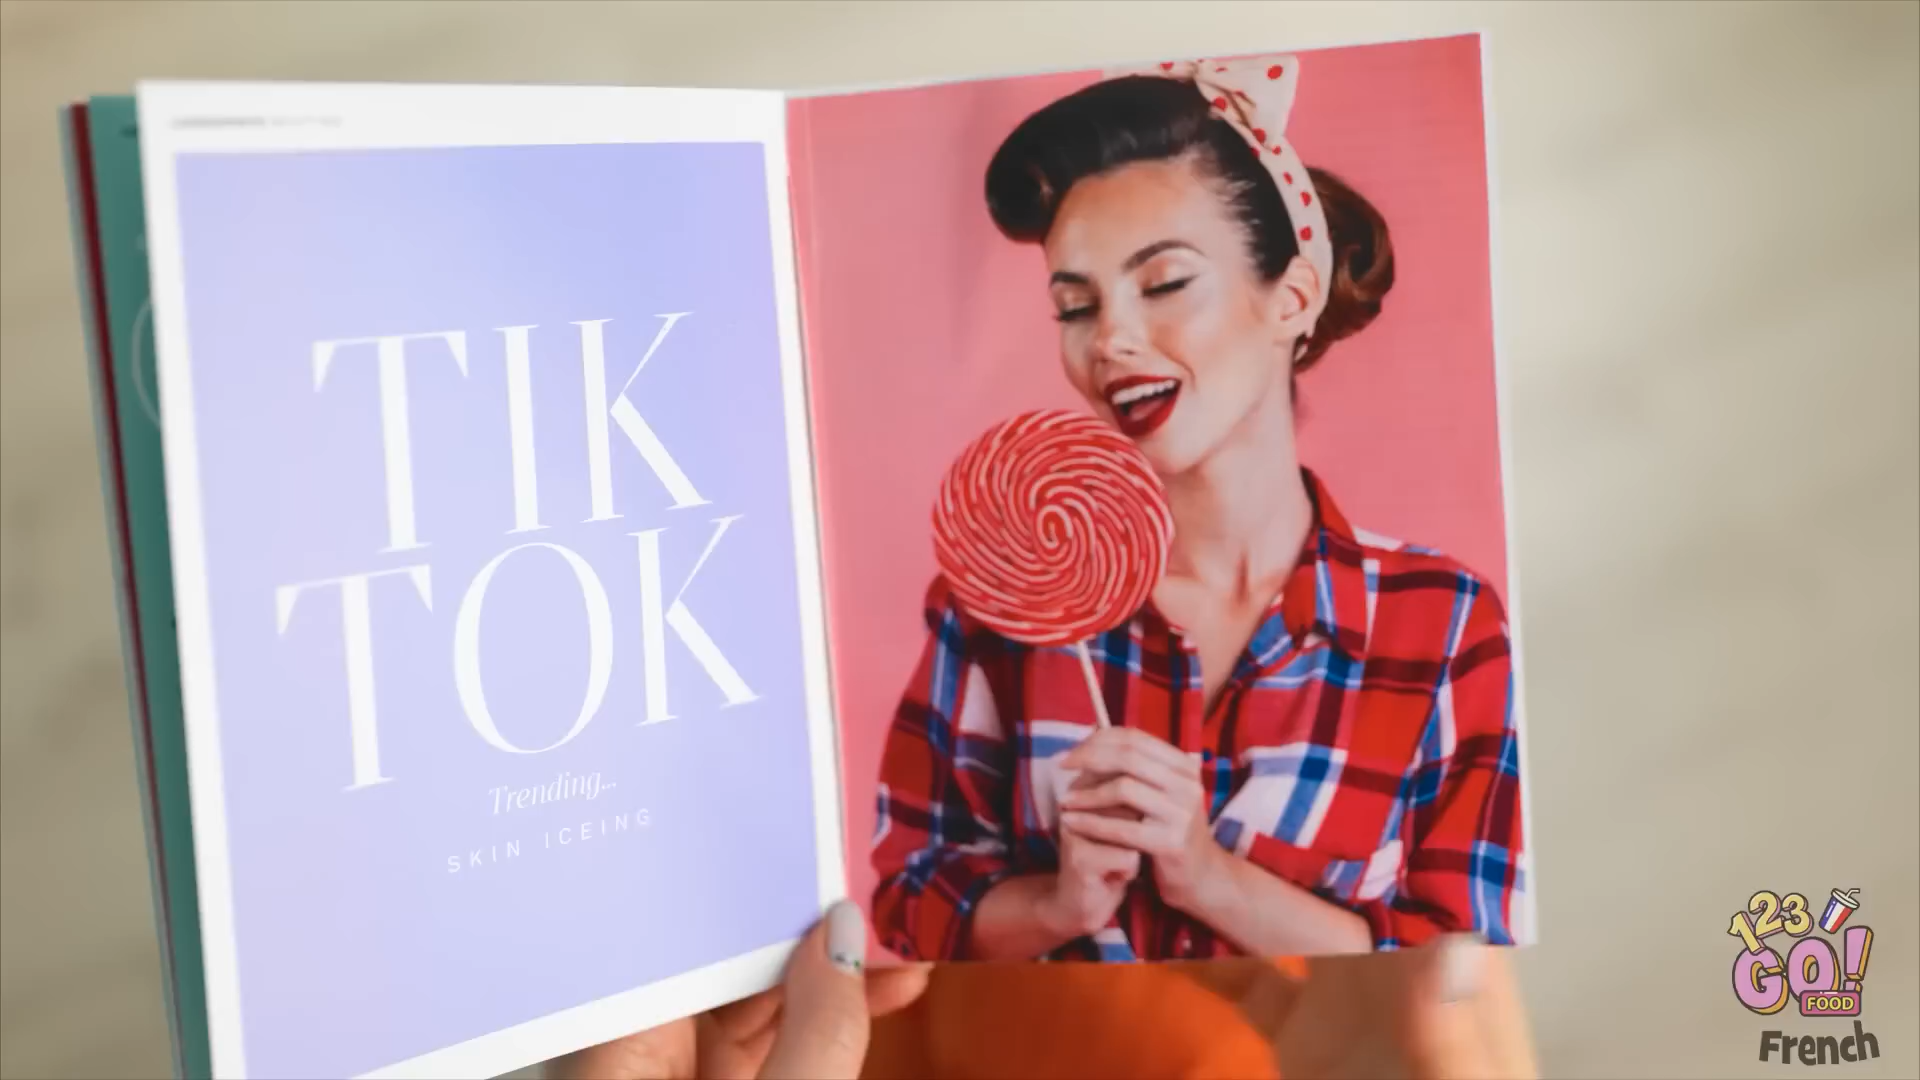 TIK
TOK
Trending...
SKIN ICEING
123
GO!
FOOD
French